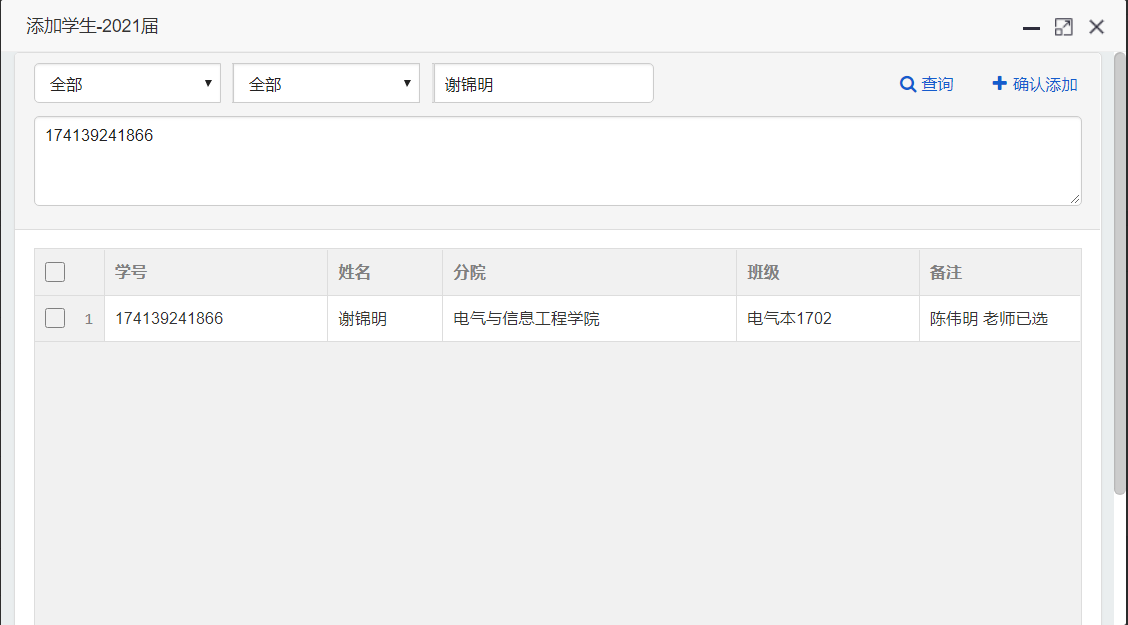 添加学生-2021届
全部 全部 谢锦明 查询 确认添加
174139241866
学号 姓名 分院 班级 备注
1 174139241866 谢锦明 电气与信息工程学院 电气本1702 陈伟明 老师已选